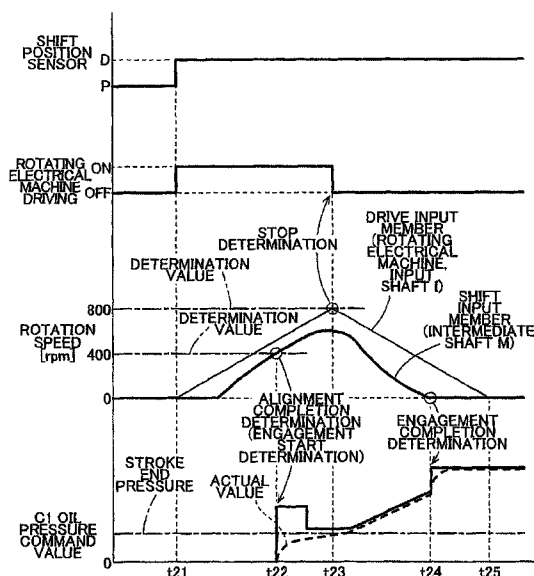 SHIFT
POSITION
SENSOR
D
P
ROTATING
ELECTRICAL
MACHINE
DRIVING
ON
OFF
STOP
DETERMINATION
DRIVE INPUT
MEMBER
(ROTATING
ELECTRICAL
MACHINE,
INPUT
SHAFT I)
DETERMINATION
VALUE
SHIFT
INPUT
MEMBER
(INTERMEDIATE
SHAFT M)
800
DETERMINATION
VALUE
ROTATION
SPEED
[rpm]
400
0
ALIGNMENT
COMPLETION
DETERMINATION
(ENGAGEMENT
START
DETERMINATION)
ENGAGEMENT
COMPLETION
DETERMINATION
STROKE
END
PRESSURE
ACTUAL
VALUE
C1 OIL
PRESSURE
COMMAND
VALUE
0
t21
t22
t23
t24
t25